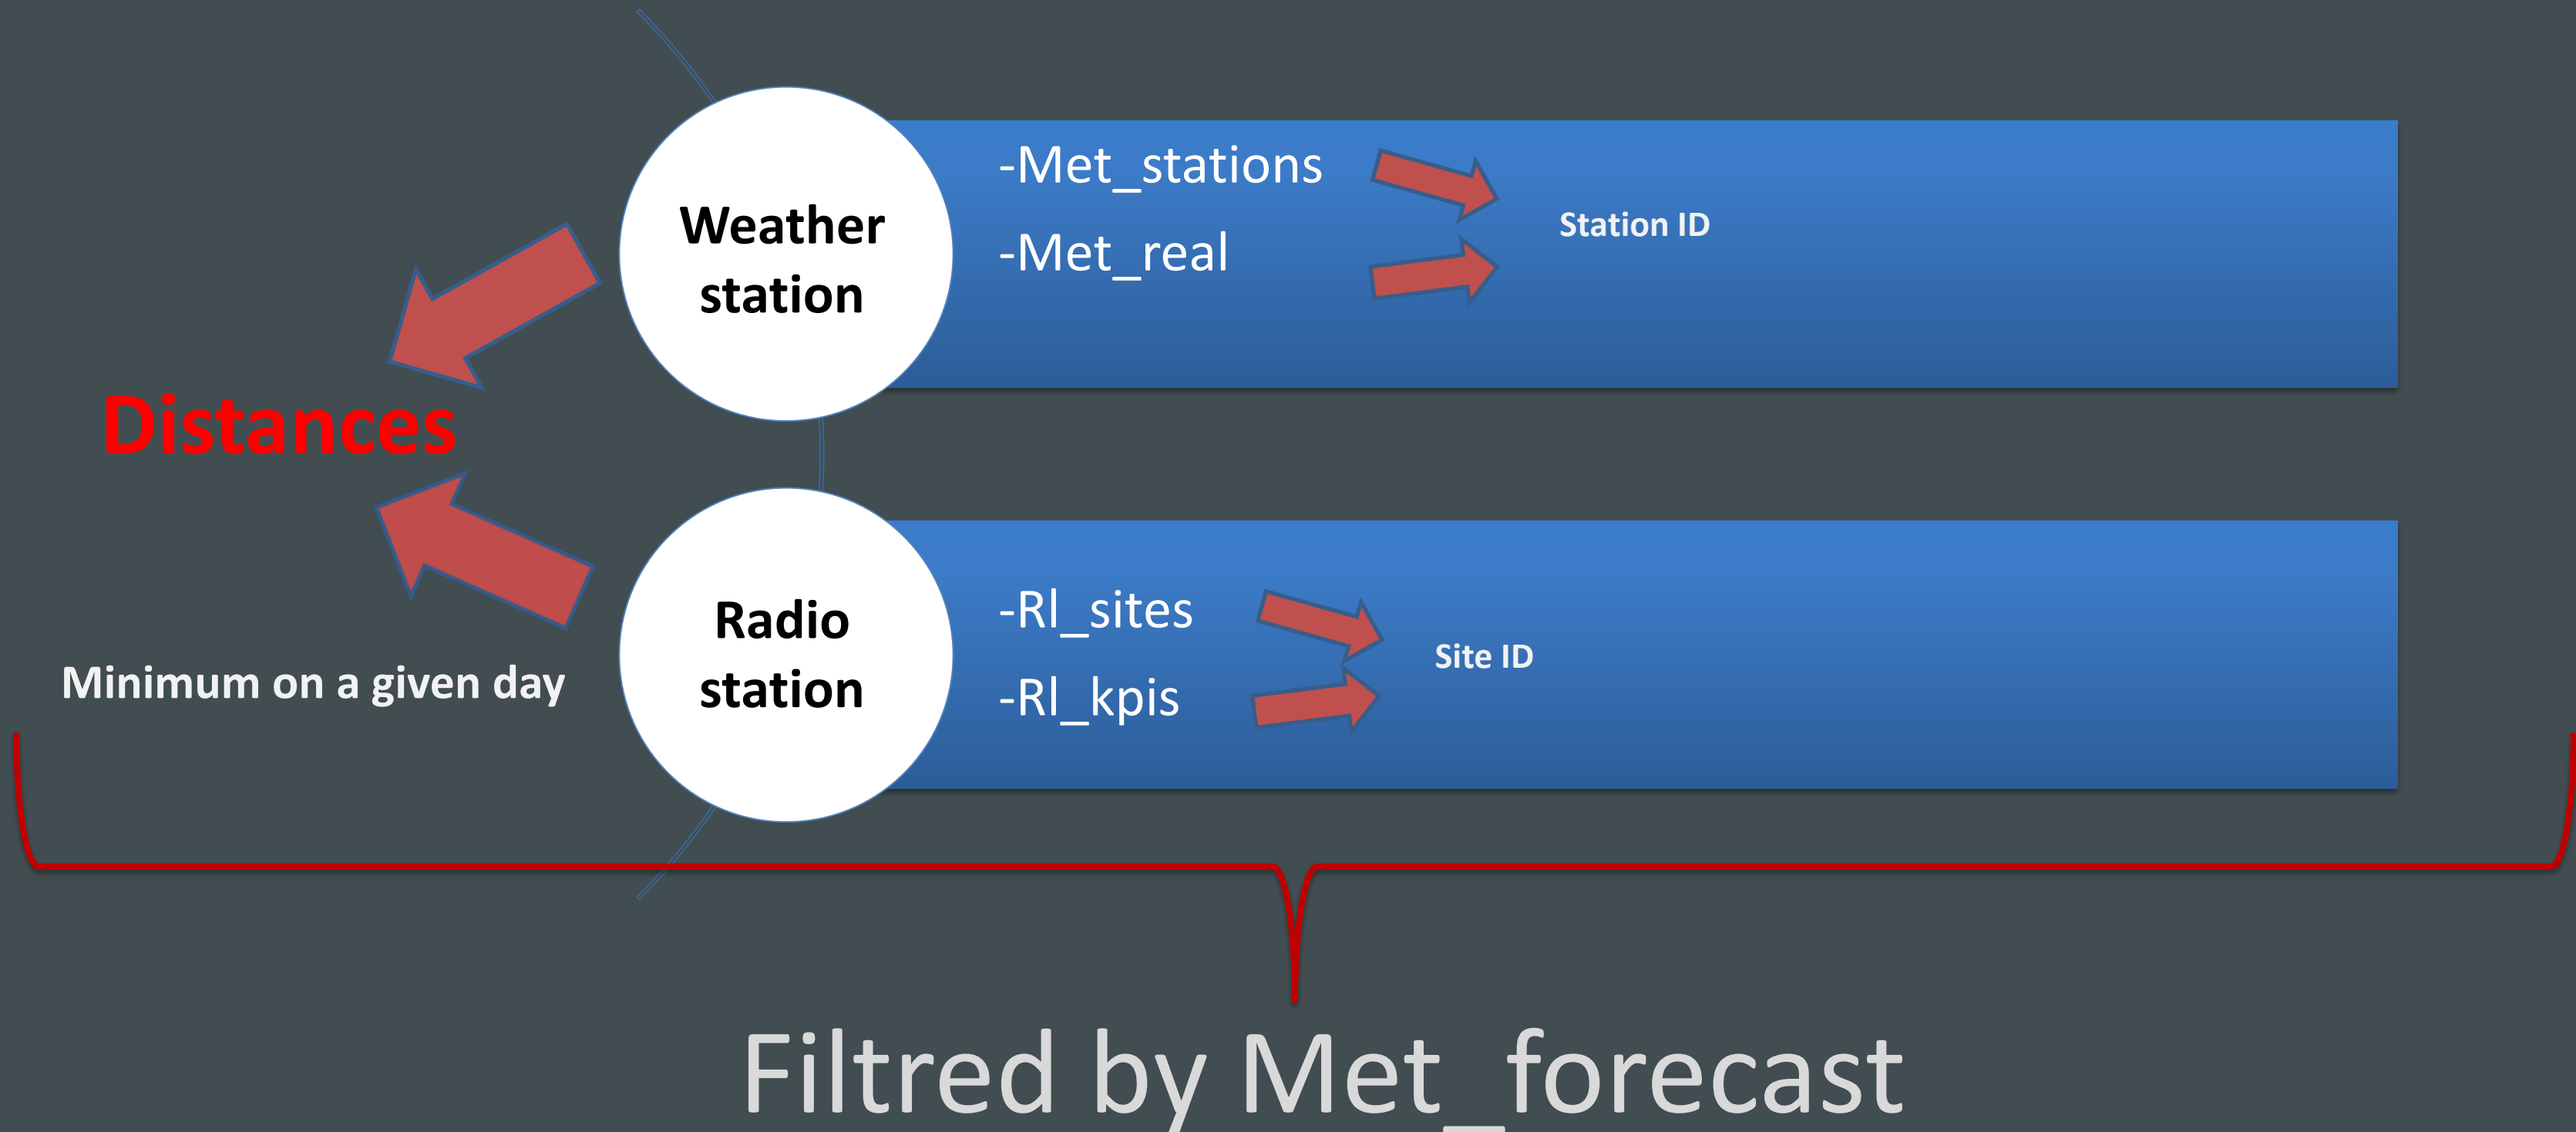 Weather
station
-Met_stations
-Met_real
Station ID
Distances
Radio
station
-Rl_sites
-Rl_kpis
Site ID
Minimum on a given day
Filtred by Met_forecast